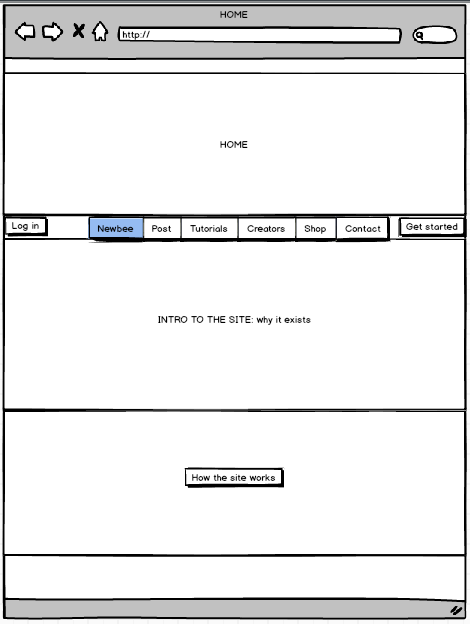 HOME
http://
HOME
Log in
Newbee Post Tutorials Creators Shop Contact
Get started
INTRO TO THE SITE: why it exists
How the site works